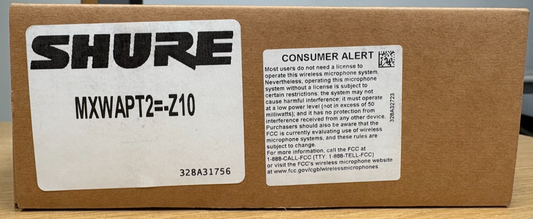 SHURE
MXWAPT2=-Z10
328A31756
CONSUMER ALERT
Most users do not need a license to
operate this wireless microphone system.
Nevertheless, operating this microphone
system without a license is subject to
certain restrictions: the system may not
cause harmful interference; it must operate
at a low power level (not in excess of 50
milliwatts); and it has no protection from
interference received from any other device.
Purchasers should also be aware that the
FCC is currently evaluating use of wireless
microphone systems, and these rules are
subject to change.
For more information, call the FCC at
1-888-CALL-FCC (TTY: 1-888-TELL-FCC)
or visit the FCC's wireless microphone website
at www.fcc.gov/cgb/wirelessmicrophones
328A32733